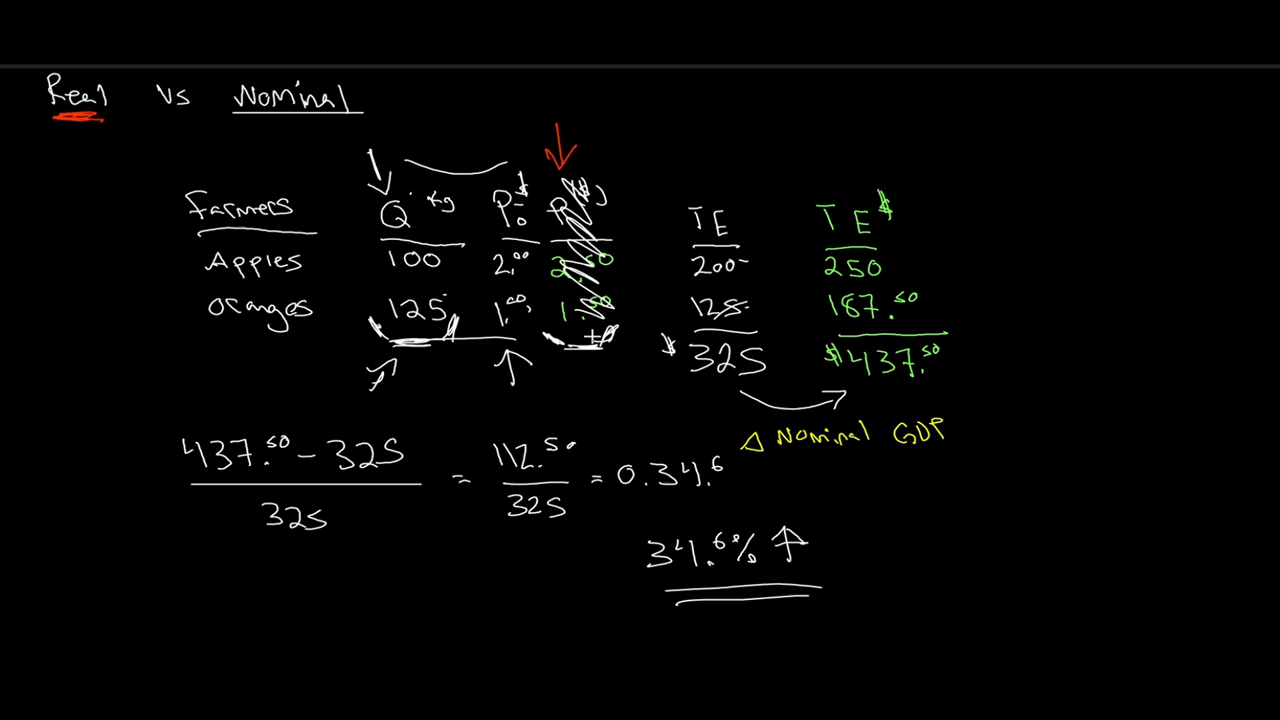 Real vs Nominal
Farmers Q kg P₀ $ P TE TE $
Apples 100 2.00 2.50 200 250
Oranges 125 1.00 1.50 125 187.50
$ 325 $437.50
Δ Nominal GDP
437.50 - 325 / 325 = 112.50 / 325 = 0.34.6
34.6% ↑